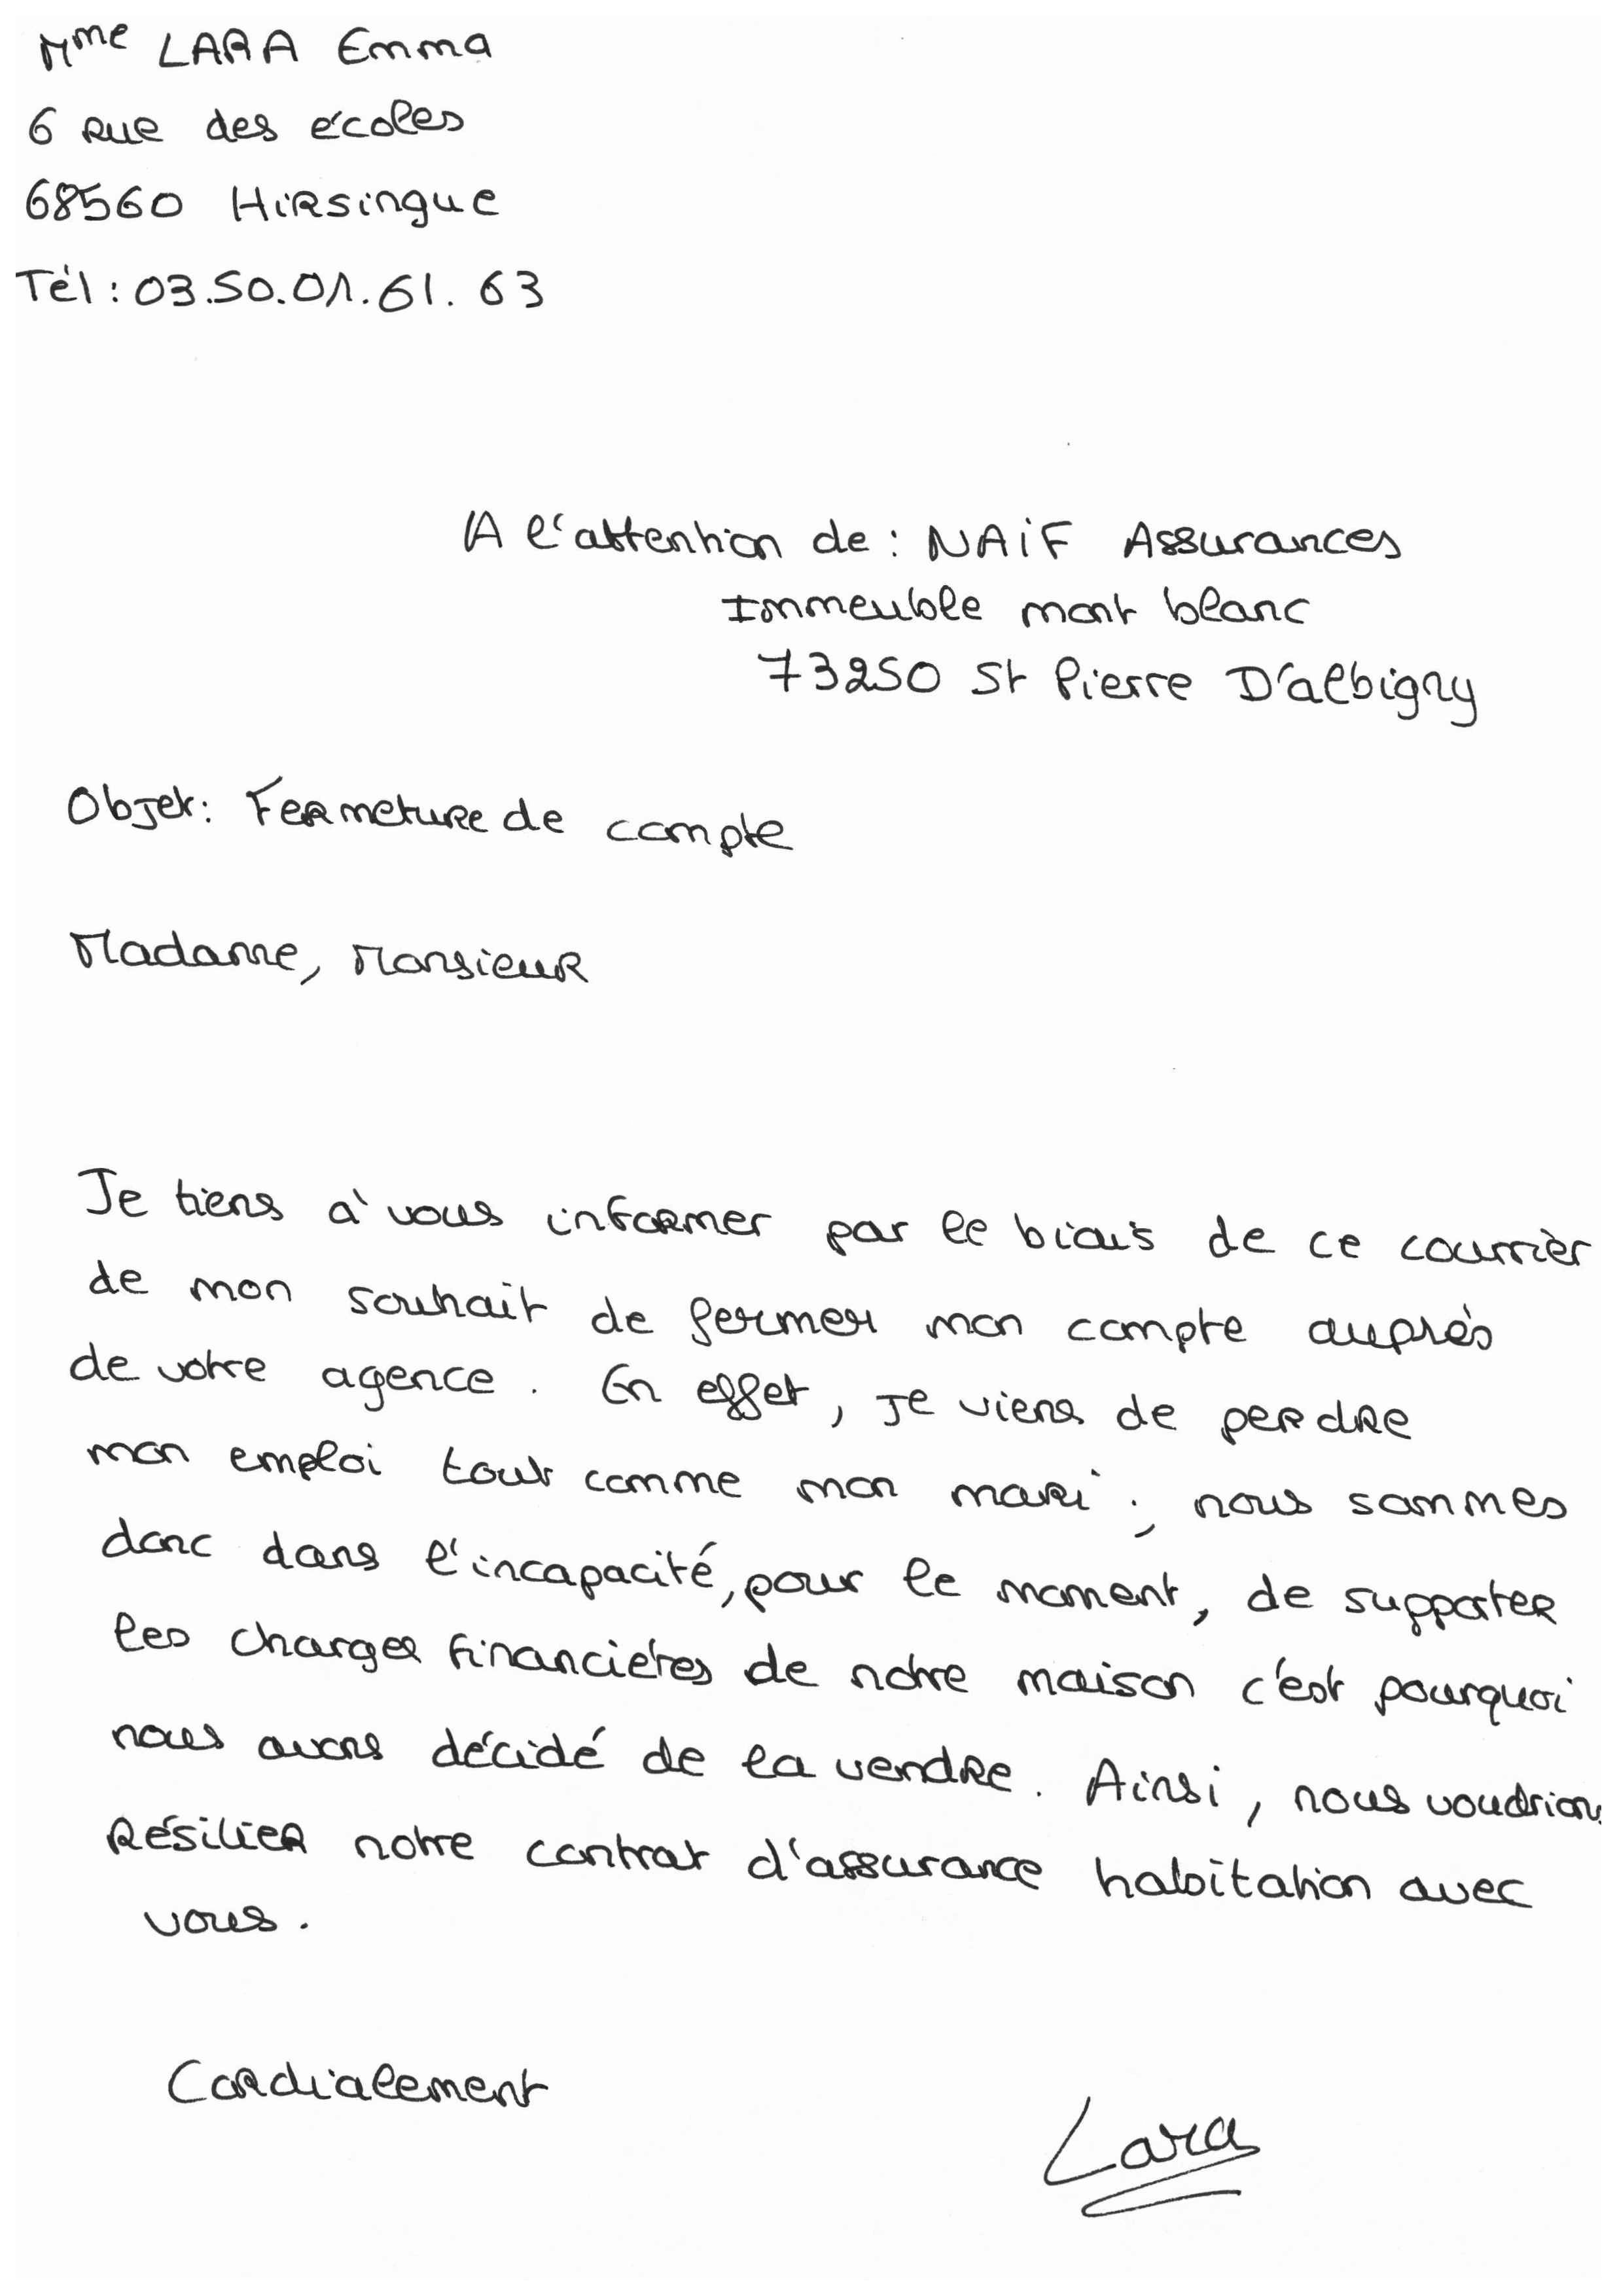 Mme LARA Emma
6 rue des écoles
68560 Hirsingue
Tél : 03.50.01.61.63
A l'attention de : NAIF Assurances
Immeuble mont blanc
73250 St Pierre D'albigny
Objet : Fermeture de compte
Madame, Monsieur
Je tiens à vous informer par le biais de ce courrier
de mon souhait de fermer mon compte auprès
de votre agence. En effet, je viens de perdre
mon emploi tout comme mon mari ; nous sommes
donc dans l'incapacité, pour le moment, de supporter
les charges financières de notre maison c'est pourquoi
nous avons décidé de la vendre. Ainsi, nous voudrions
résilier notre contrat d'assurance habitation avec
vous.
Cordialement
Lara